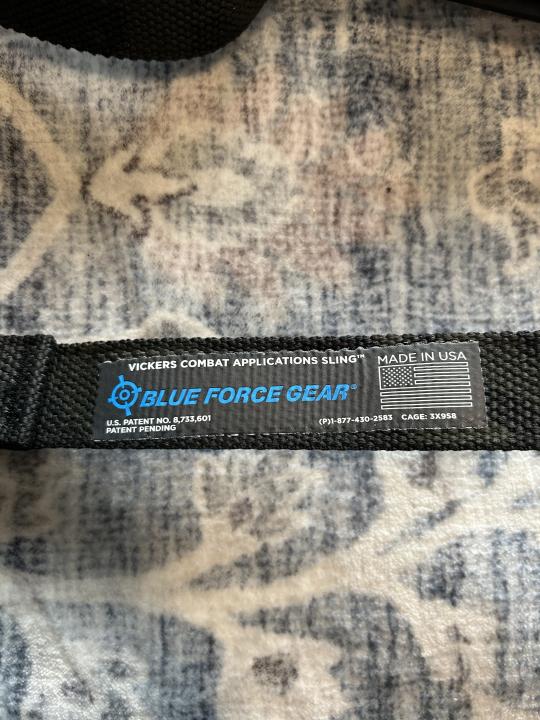 VICKERS COMBAT APPLICATIONS SLING™
MADE IN USA
BLUE FORCE GEAR®
U.S. PATENT NO. 8,733,601
PATENT PENDING
(P)1-877-430-2583 CAGE: 3X958